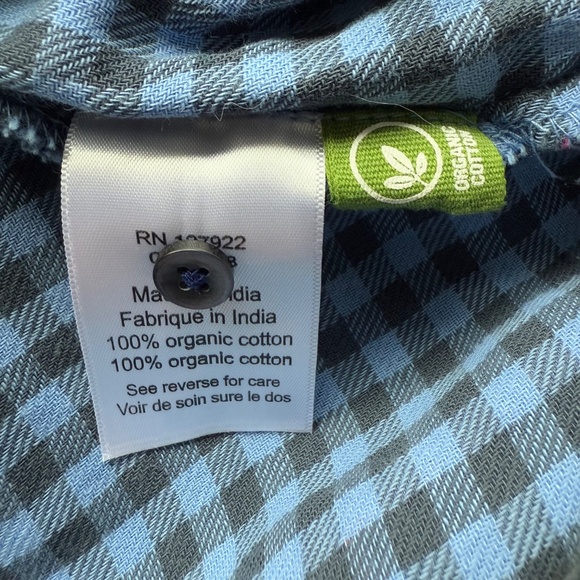 ORGANIC
COTTON
RN
Fabrique in India
100% organic cotton
100% organic cotton
See reverse for care
Voir de soin sure le dos